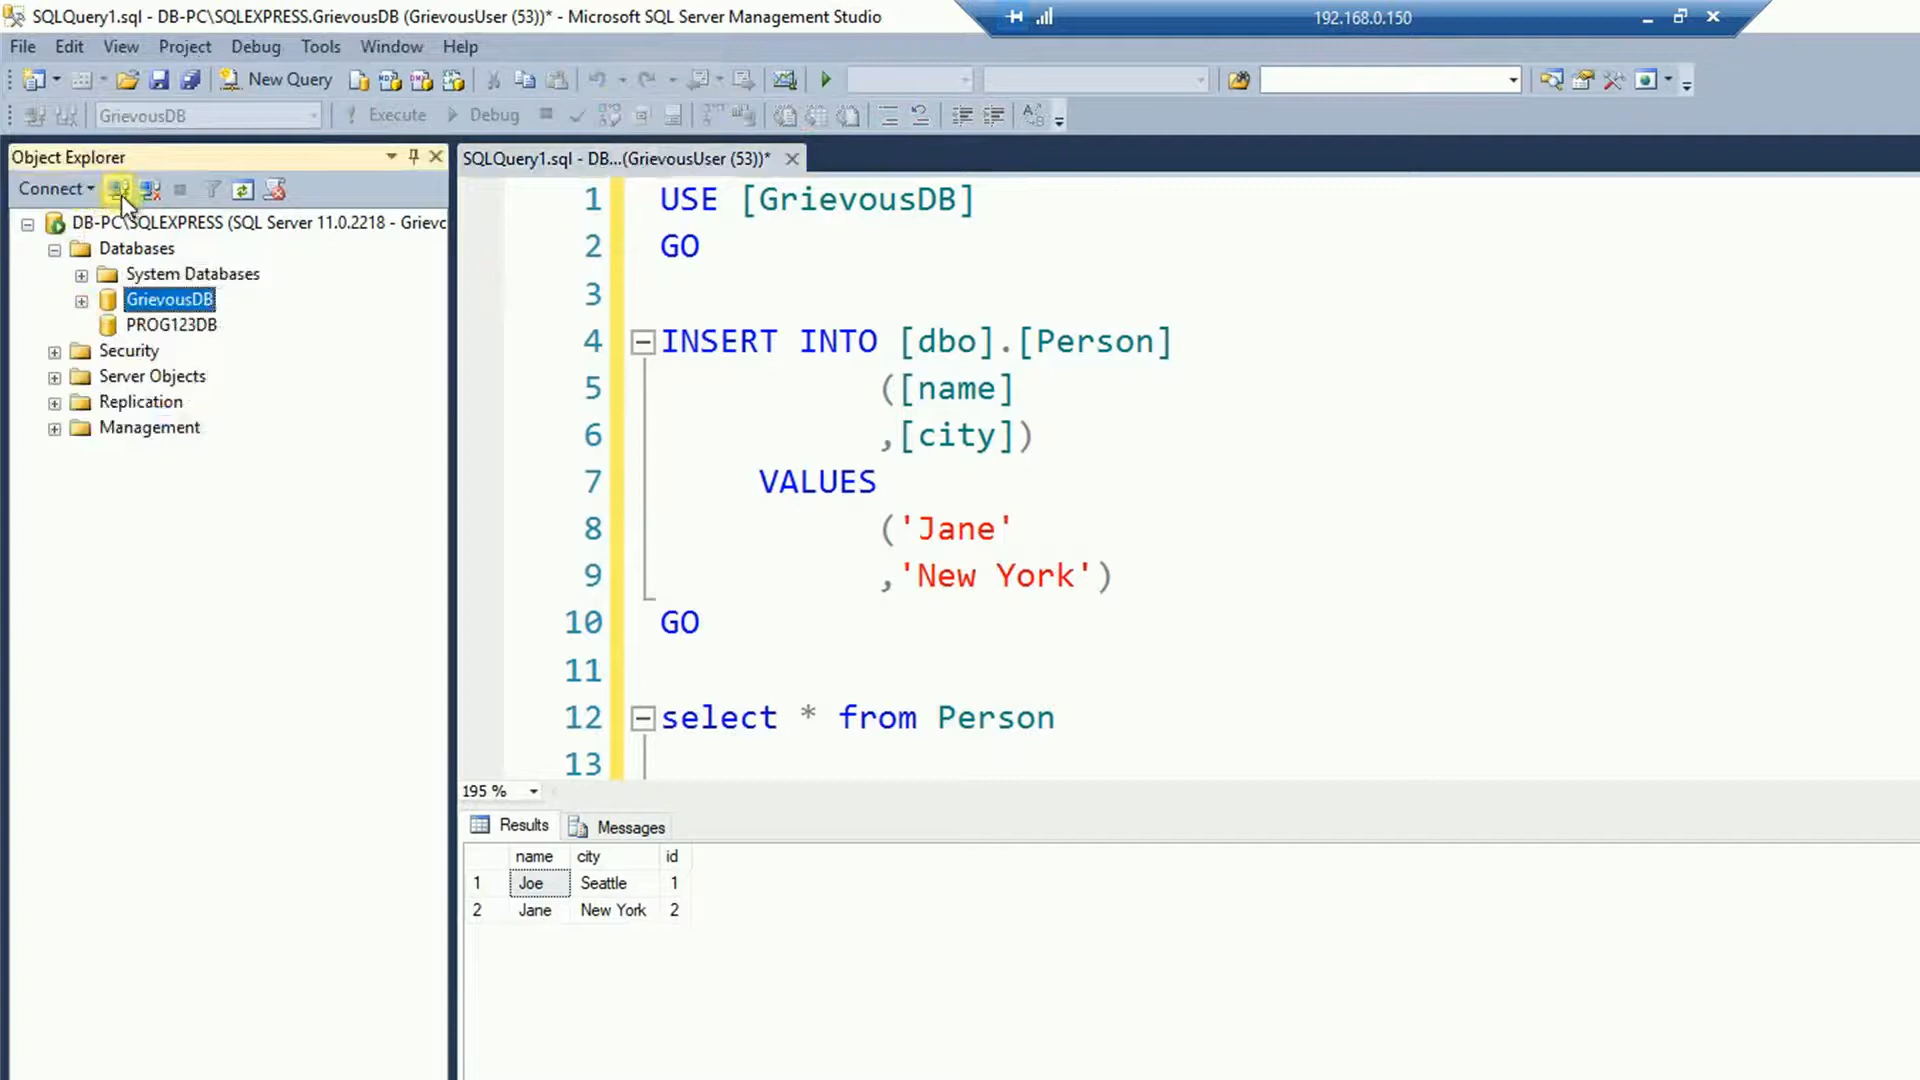 SQLQuery1.sql - DB-PC\SQLEXPRESS.GrievousDB (GrievousUser (53))* - Microsoft SQL Server Management Studio
192.168.0.150
File Edit View Project Debug Tools Window Help
New Query
GrievousDB Execute Debug
Object Explorer
SQLQuery1.sql - DB...(GrievousUser (53))*
Connect
DB-PC\SQLEXPRESS (SQL Server 11.0.2218 - Grievc
Databases
System Databases
GrievousDB
PROG123DB
Security
Server Objects
Replication
Management
1 USE [GrievousDB]
2 GO
3
4 INSERT INTO [dbo].[Person]
5 ([name]
6 ,[city])
7 VALUES
8 ('Jane'
9 ,'New York')
10 GO
11
12 select * from Person
13
195 %
Results Messages
name city id
1 Joe Seattle 1
2 Jane New York 2